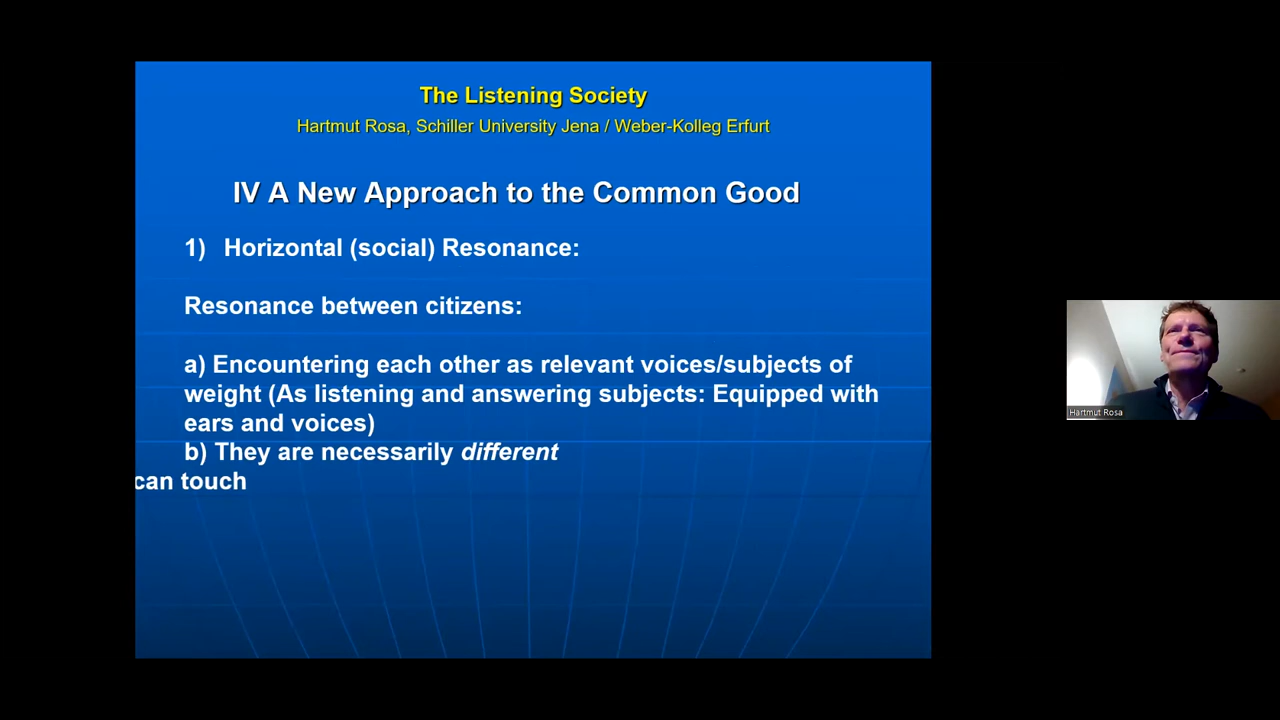 The Listening Society
Hartmut Rosa, Schiller University Jena / Weber-Kolleg Erfurt
IV A New Approach to the Common Good
1) Horizontal (social) Resonance:
Resonance between citizens:
a) Encountering each other as relevant voices/subjects of
weight (As listening and answering subjects: Equipped with
ears and voices)
b) They are necessarily different
can touch
Hartmut Rosa